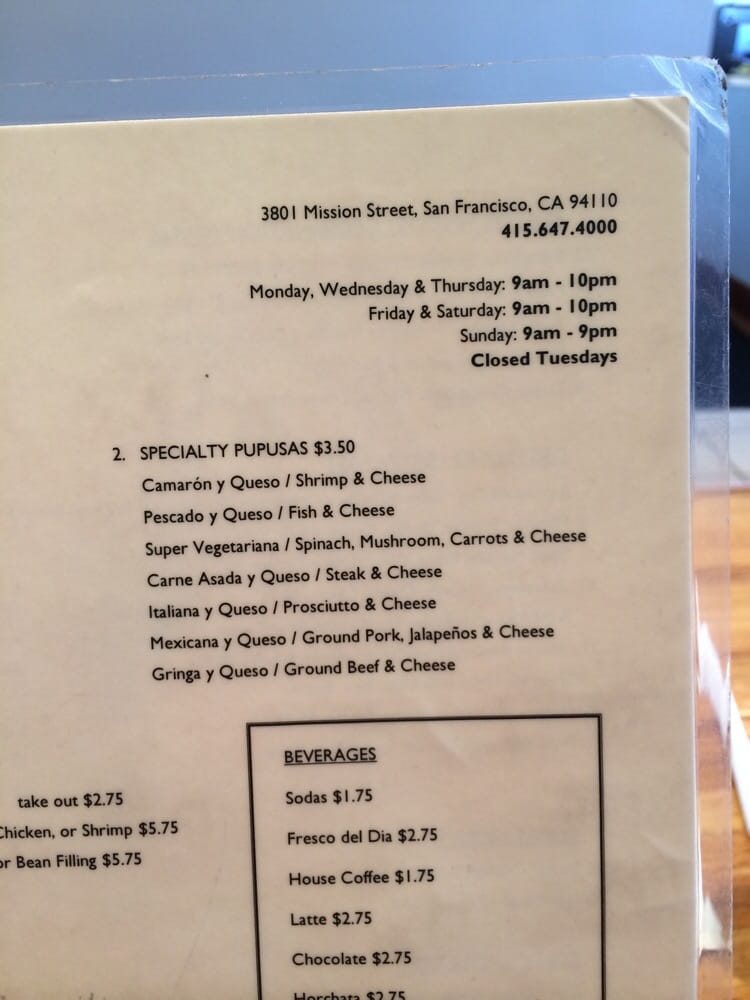 3801 Mission Street, San Francisco, CA 94110
415.647.4000
Monday, Wednesday & Thursday: 9am - 10pm
Friday & Saturday: 9am - 10pm
Sunday: 9am - 9pm
Closed Tuesdays
2. SPECIALTY PUPUSAS $3.50
Camarón y Queso / Shrimp & Cheese
Pescado y Queso / Fish & Cheese
Super Vegetariana / Spinach, Mushroom, Carrots & Cheese
Carne Asada y Queso / Steak & Cheese
Italiana y Queso / Prosciutto & Cheese
Mexicana y Queso / Ground Pork, Jalapeños & Cheese
Gringa y Queso / Ground Beef & Cheese
take out $2.75
Chicken, or Shrimp $5.75
or Bean Filling $5.75
BEVERAGES
Sodas $1.75
Fresco del Dia $2.75
House Coffee $1.75
Latte $2.75
Chocolate $2.75
Horchata $2.75